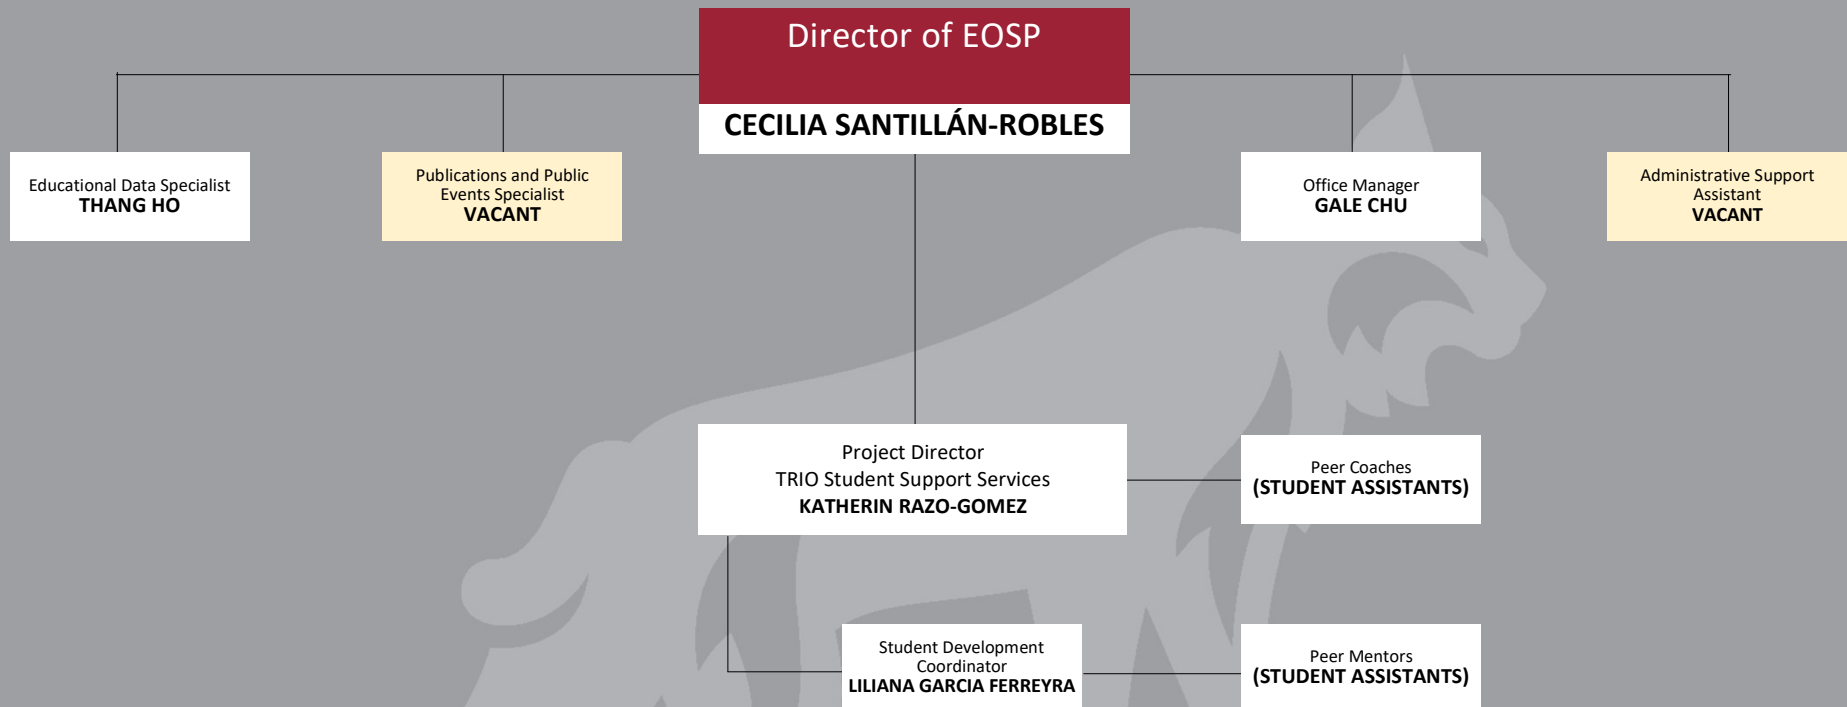 Director of EOSP
CECILIA SANTILLÁN-ROBLES
Educational Data Specialist
THANG HO
Publications and Public
Events Specialist
VACANT
Office Manager
GALE CHU
Administrative Support
Assistant
VACANT
Project Director
TRIO Student Support Services
KATHERIN RAZO-GOMEZ
Peer Coaches
(STUDENT ASSISTANTS)
Student Development
Coordinator
LILIANA GARCIA FERREYRA
Peer Mentors
(STUDENT ASSISTANTS)